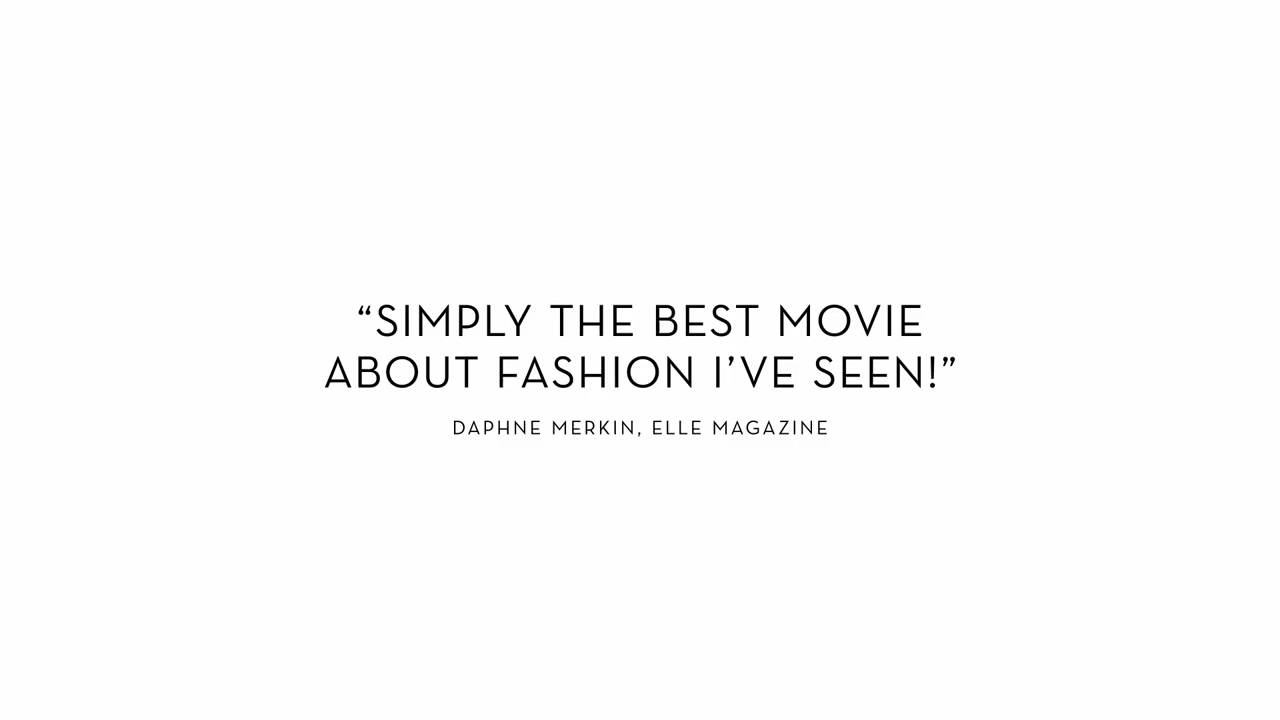 “SIMPLY THE BEST MOVIE
ABOUT FASHION I’VE SEEN!”
DAPHNE MERKIN, ELLE MAGAZINE